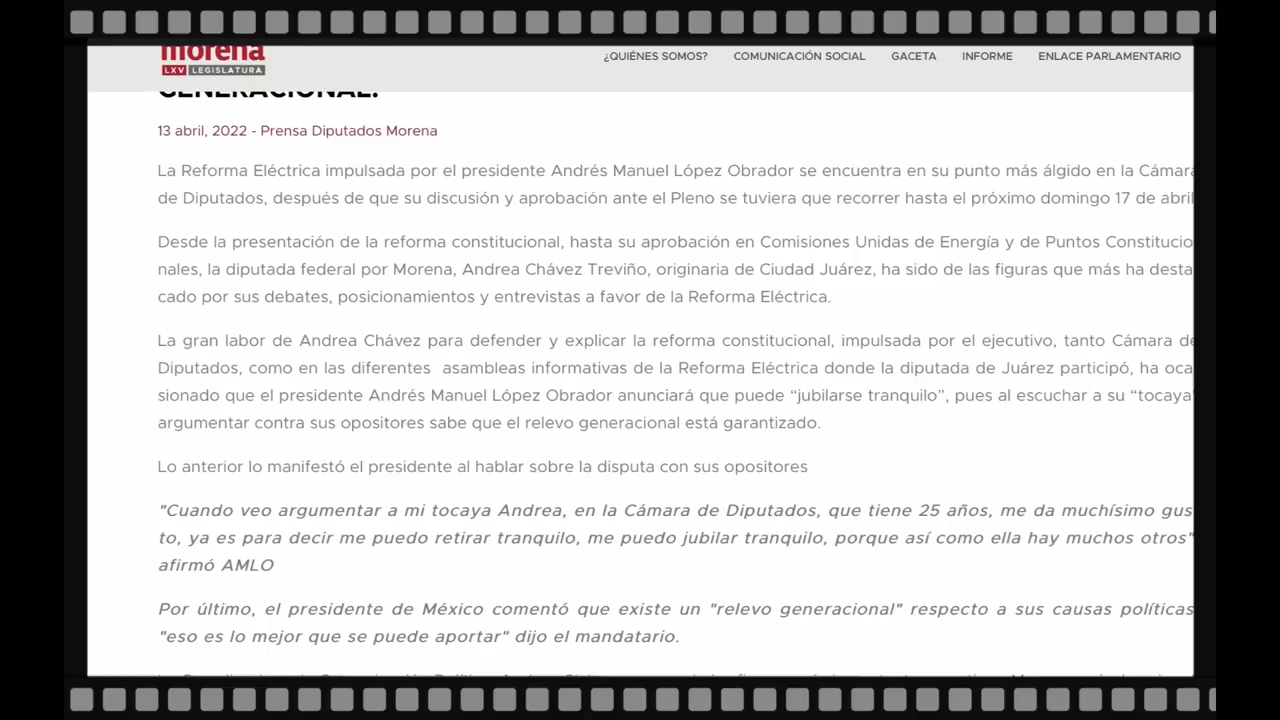 morena
LXV LEGISLATURA
¿QUIÉNES SOMOS? COMUNICACIÓN SOCIAL GACETA INFORME ENLACE PARLAMENTARIO
GENERACIONAL.
13 abril, 2022 - Prensa Diputados Morena
La Reforma Eléctrica impulsada por el presidente Andrés Manuel López Obrador se encuentra en su punto más álgido en la Cámara
de Diputados, después de que su discusión y aprobación ante el Pleno se tuviera que recorrer hasta el próximo domingo 17 de abril
Desde la presentación de la reforma constitucional, hasta su aprobación en Comisiones Unidas de Energía y de Puntos Constitucio
nales, la diputada federal por Morena, Andrea Chávez Treviño, originaria de Ciudad Juárez, ha sido de las figuras que más ha desta
cado por sus debates, posicionamientos y entrevistas a favor de la Reforma Eléctrica.
La gran labor de Andrea Chávez para defender y explicar la reforma constitucional, impulsada por el ejecutivo, tanto Cámara de
Diputados, como en las diferentes asambleas informativas de la Reforma Eléctrica donde la diputada de Juárez participó, ha oca
sionado que el presidente Andrés Manuel López Obrador anunciará que puede “jubilarse tranquilo”, pues al escuchar a su “tocaya”
argumentar contra sus opositores sabe que el relevo generacional está garantizado.
Lo anterior lo manifestó el presidente al hablar sobre la disputa con sus opositores
"Cuando veo argumentar a mi tocaya Andrea, en la Cámara de Diputados, que tiene 25 años, me da muchísimo gus
to, ya es para decir me puedo retirar tranquilo, me puedo jubilar tranquilo, porque así como ella hay muchos otros"
afirmó AMLO
Por último, el presidente de México comentó que existe un "relevo generacional" respecto a sus causas políticas
"eso es lo mejor que se puede aportar" dijo el mandatario.